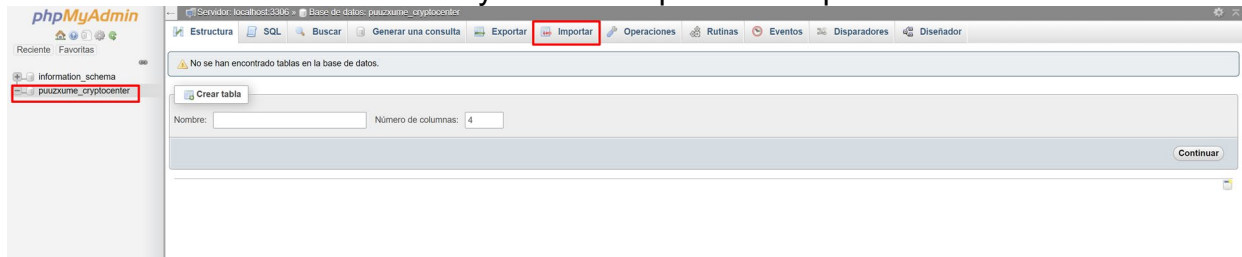 phpMyAdmin
Reciente Favoritas
information_schema
puuzxume_cryptocenter
Servidor: localhost:3306 » Base de datos: puuzxume_cryptocenter
Estructura SQL Buscar Generar una consulta Exportar Importar Operaciones Rutinas Eventos Disparadores Diseñador
No se han encontrado tablas en la base de datos.
Crear tabla
Nombre: Número de columnas: 4
Continuar